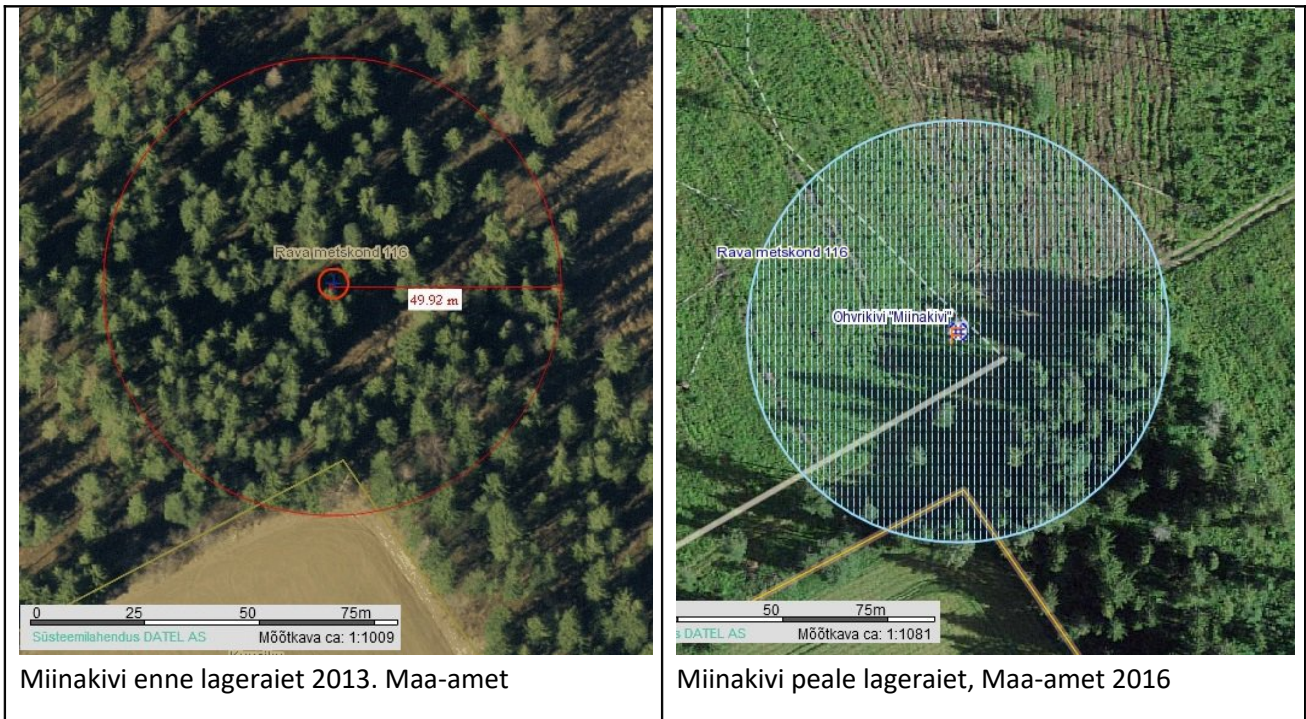 Rava metskond 116
49.92 m
0 25 50 75m
Süsteemilahendus DATEL AS Mõõtkava ca: 1:1009
Miinakivi enne lageraiet 2013. Maa-amet
Rava metskond 116
Ohvrikivi "Miinakivi"
50 75m
s DATEL AS Mõõtkava ca: 1:1081
Miinakivi peale lageraiet, Maa-amet 2016